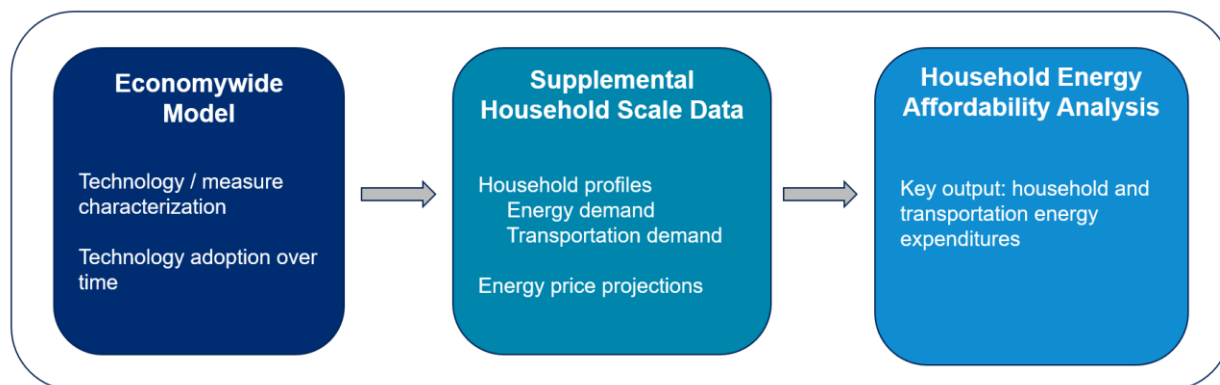 Economywide
Model
Technology / measure
characterization
Technology adoption over
time
Supplemental
Household Scale Data
Household profiles
Energy demand
Transportation demand
Energy price projections
Household Energy
Affordability Analysis
Key output: household and
transportation energy
expenditures